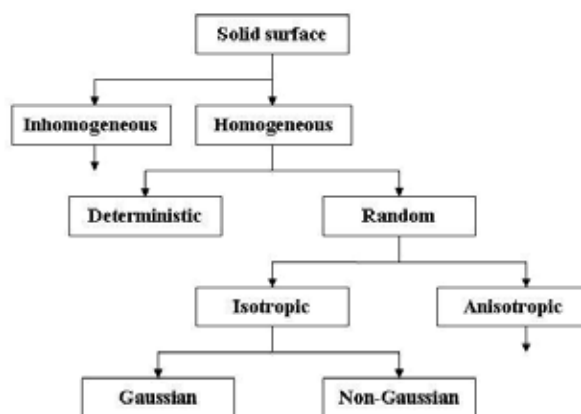 Solid surface
Inhomogeneous
Homogeneous
Deterministic
Random
Isotropic
Anisotropic
Gaussian
Non-Gaussian